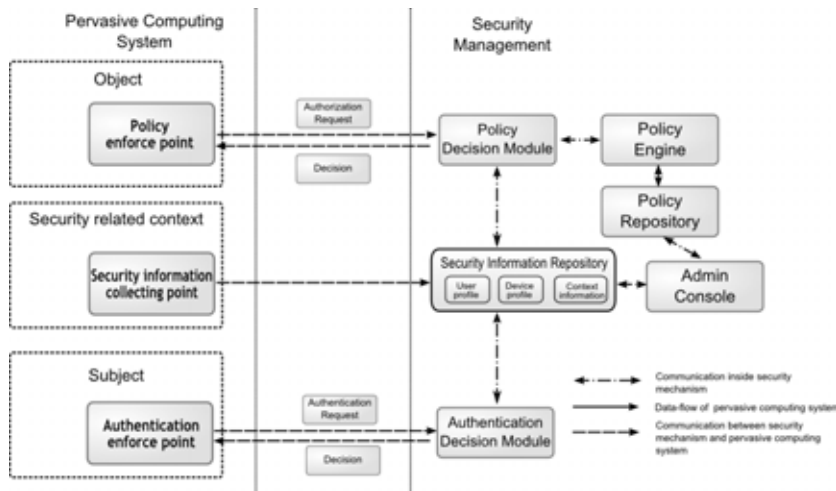 Pervasive Computing
System
Security
Management
Object
Policy
enforce point
Authorization
Request
Decision
Policy
Decision Module
Policy
Engine
Policy
Repository
Security related context
Security information
collecting point
Security Information Repository
User
profile
Device
profile
Context
information
Admin
Console
Subject
Authentication
enforce point
Authentication
Request
Decision
Authentication
Decision Module
Communication inside security
mechanism
Data-flow of pervasive computing system
Communication between security
mechanism and pervasive computing
system